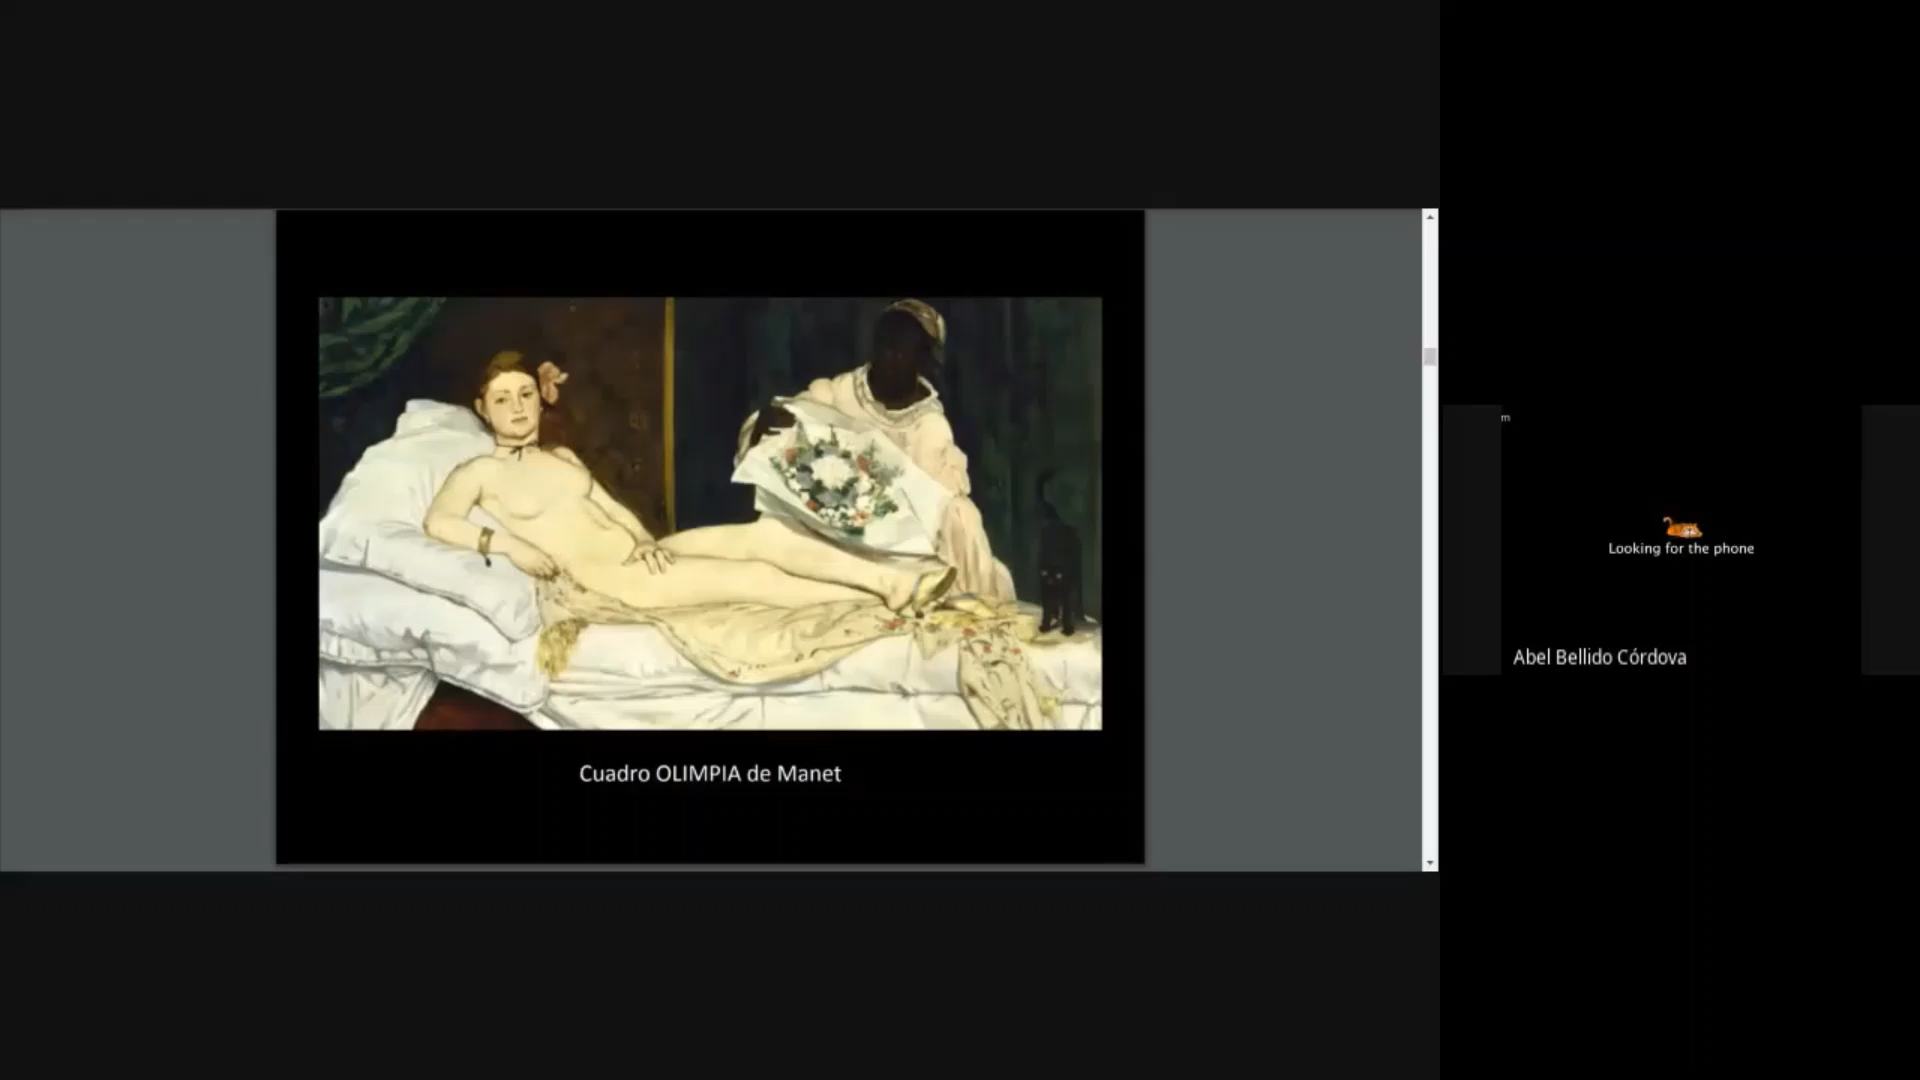 Cuadro OLIMPIA de Manet
m
Looking for the phone
Abel Bellido Córdova